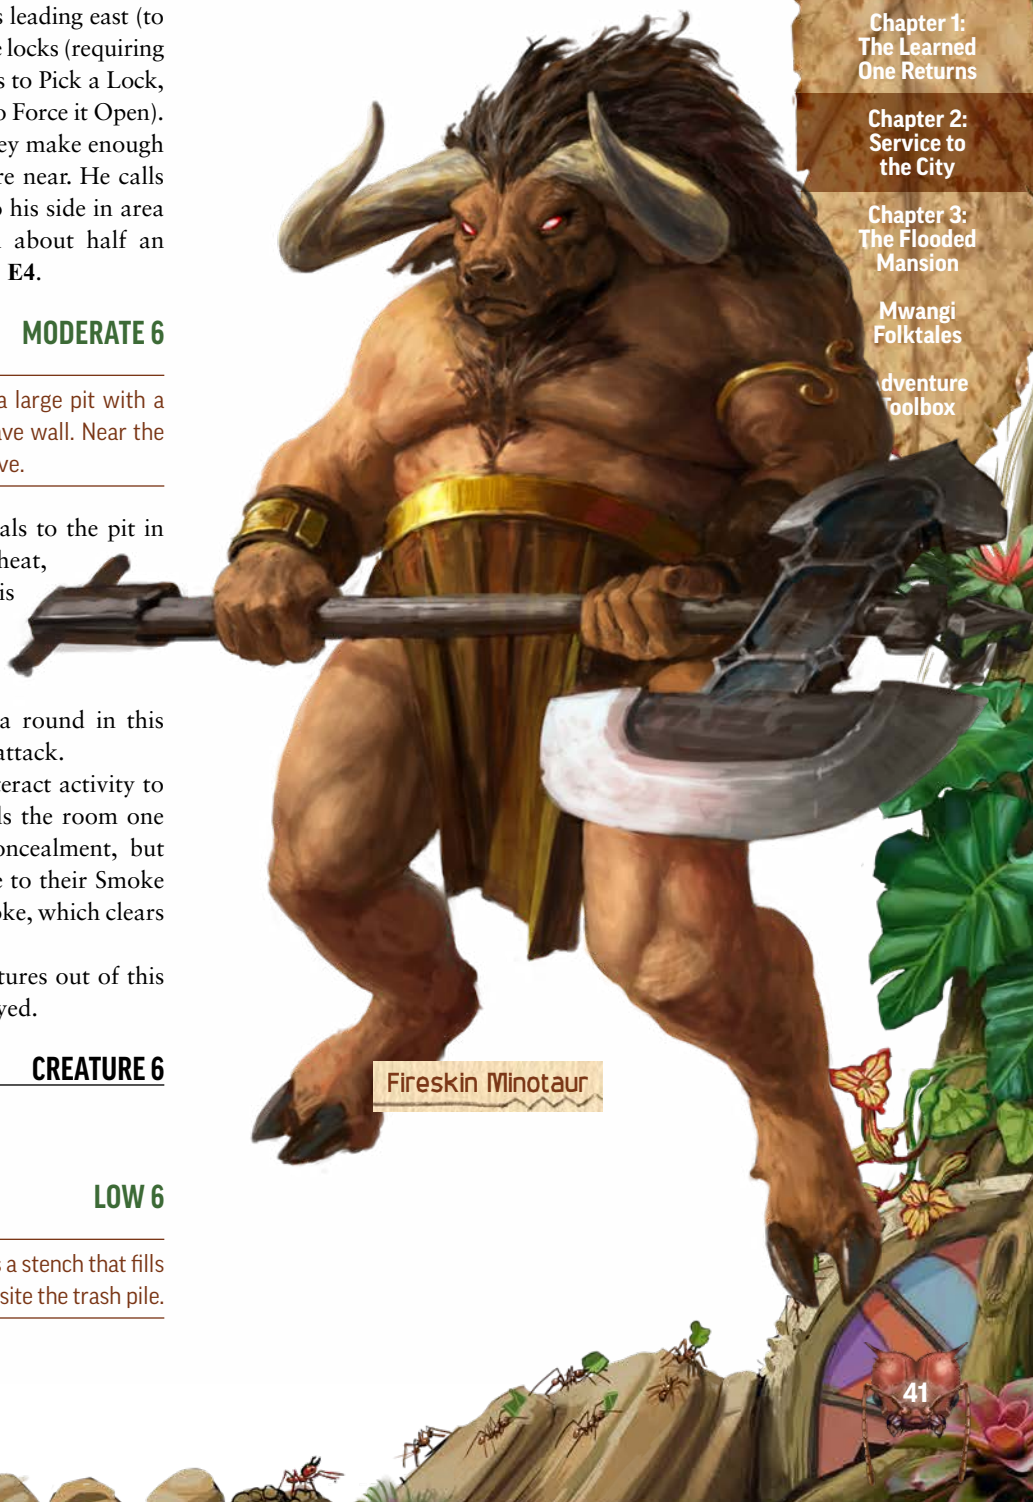 s leading east (to
e locks (requiring
s to Pick a Lock,
o Force it Open).
ey make enough
re near. He calls
o his side in area
about half an
E4.
MODERATE 6
a large pit with a
ave wall. Near the
ve.
als to the pit in
heat,
is
a round in this
attack.
teract activity to
ls the room one
oncealment, but
e to their Smoke
oke, which clears
tures out of this
yed.
CREATURE 6
LOW 6
s a stench that fills
site the trash pile.
Fireskin Minotaur
Chapter 1:
The Learned
One Returns
Chapter 2:
Service to
the City
Chapter 3:
The Flooded
Mansion
Mwangi
Folktales
dventure
Toolbox
41